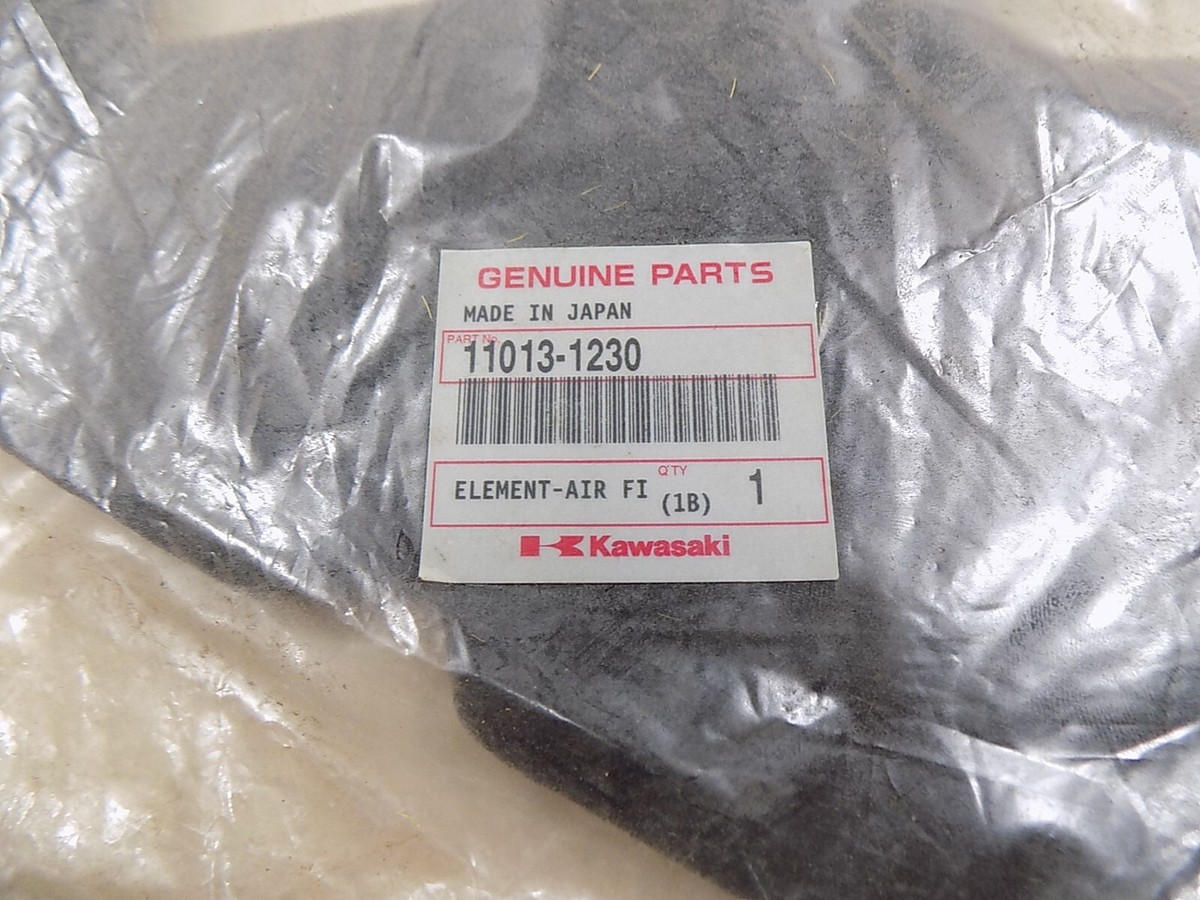 GENUINE PARTS
MADE IN JAPAN
PART No.
11013-1230
Q'TY
ELEMENT-AIR FI (1B) 1
Kawasaki